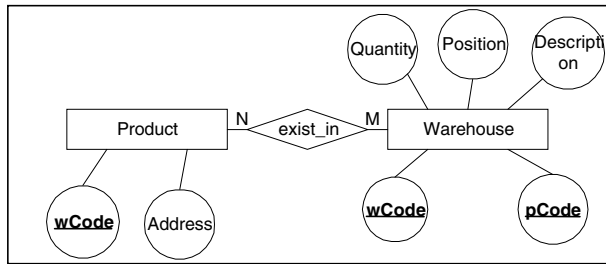 Quantity
Position
Descripti
on
N
M
Product
exist_in
Warehouse
wCode
Address
wCode
pCode